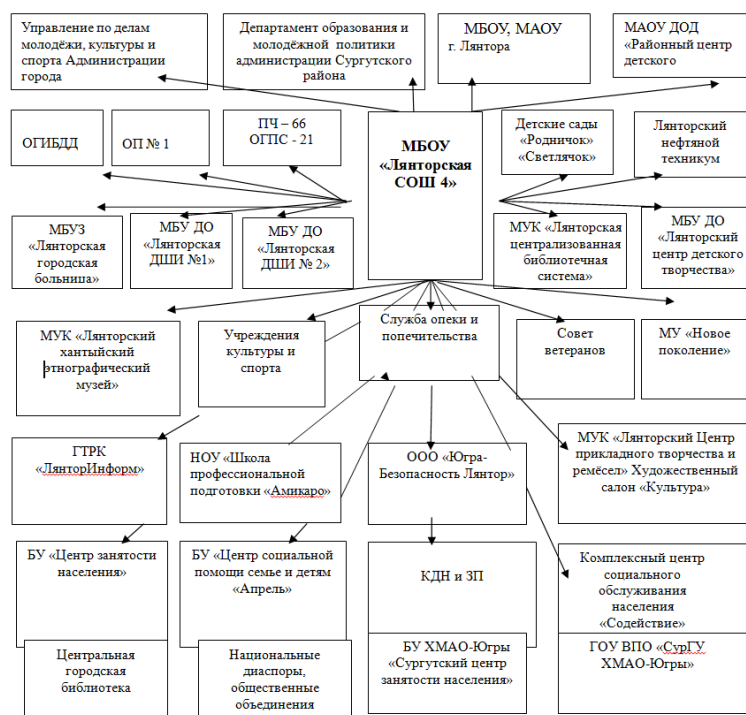 Управление по делам
молодёжи, культуры и
спорта Администрации
города
Департамент образования и
молодёжной политики
администрации Сургутского
района
МБОУ, МАОУ
г. Лянтора
МАОУ ДОД
«Районный центр
детского
ОГИБДД
ОП № 1
ПЧ – 66
ОГПС - 21
МБОУ
«Лянторская
СОШ 4»
Детские сады
«Родничок»
«Светлячок»
Лянторский
нефтяной
техникум
МБУЗ
«Лянторская
городская
больница»
МБУ ДО
«Лянторская
ДШИ №1»
МБУ ДО
«Лянторская
ДШИ № 2»
МУК «Лянторская
централизованная
библиотечная
система»
МБУ ДО
«Лянторский
центр детского
творчества»
МУК «Лянторский
хантыйский
этнографический
музей»
Учреждения
культуры и
спорта
Служба опеки и
попечительства
Совет
ветеранов
МУ «Новое
поколение»
ГТРК
«ЛянторИнформ»
НОУ «Школа
профессиональной
подготовки «Амикаро»
ООО «Югра-
Безопасность Лянтор»
МУК «Лянторский Центр
прикладного творчества и
ремёсел» Художественный
салон «Культура»
БУ «Центр занятости
населения»
БУ «Центр социальной
помощи семье и детям
«Апрель»
КДН и ЗП
Комплексный центр
социального
обслуживания
населения
«Содействие»
Центральная
городская
библиотека
Национальные
диаспоры,
общественные
объединения
БУ ХМАО-Югры
«Сургутский центр
занятости населения»
ГОУ ВПО «СурГУ
ХМАО-Югры»